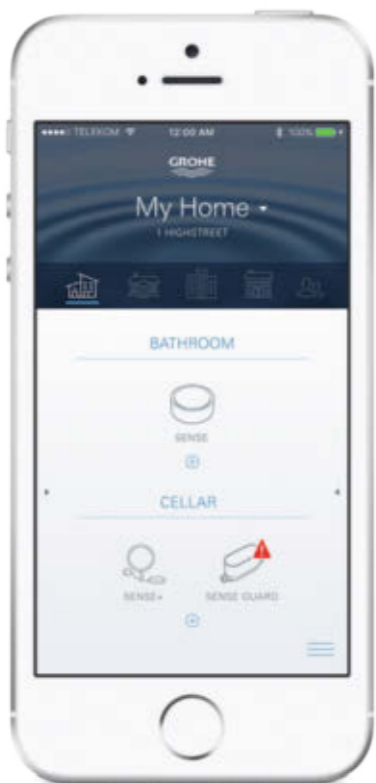 TELEKOM 12:00 AM 100%
GROHE
My Home
1 HIGHSTREET
BATHROOM
SENSE
CELLAR
SENSE+ SENSE GUARD